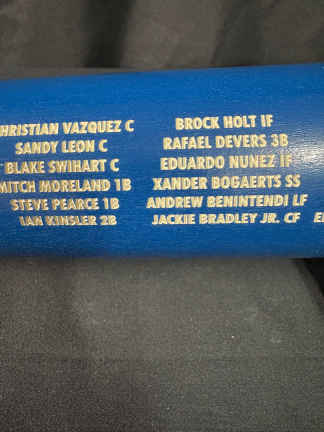 HRISTIAN VAZQUEZ C
SANDY LEON C
BLAKE SWIHART C
MITCH MORELAND 1B
STEVE PEARCE 1B
IAN KINSLER 2B
BROCK HOLT IF
RAFAEL DEVERS 3B
EDUARDO NUNEZ IF
XANDER BOGAERTS SS
ANDREW BENINTENDI LF
JACKIE BRADLEY JR. CF